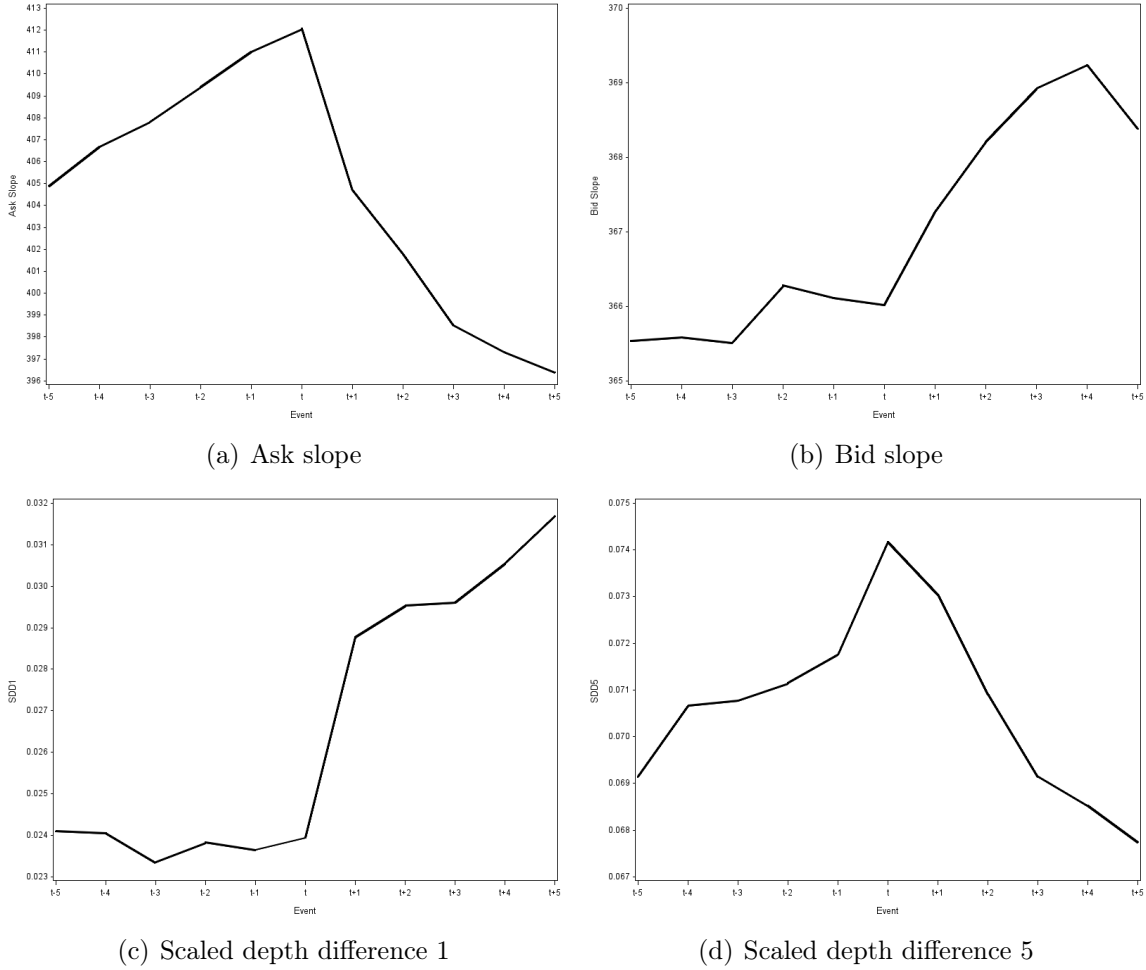 413
412
411
410
409
408
407
406
405
404
403
402
401
400
399
398
397
396
Ask Slope
t-5 t-4 t-3 t-2 t-1 t t+1 t+2 t+3 t+4 t+5
Event
(a) Ask slope
370
369
368
367
366
365
Bid Slope
t-5 t-4 t-3 t-2 t-1 t t+1 t+2 t+3 t+4 t+5
Event
(b) Bid slope
0.032
0.031
0.030
0.029
0.028
0.027
0.026
0.025
0.024
0.023
SDD1
t-5 t-4 t-3 t-2 t-1 t t+1 t+2 t+3 t+4 t+5
Event
(c) Scaled depth difference 1
0.075
0.074
0.073
0.072
0.071
0.070
0.069
0.068
0.067
SDD5
t-5 t-4 t-3 t-2 t-1 t t+1 t+2 t+3 t+4 t+5
Event
(d) Scaled depth difference 5